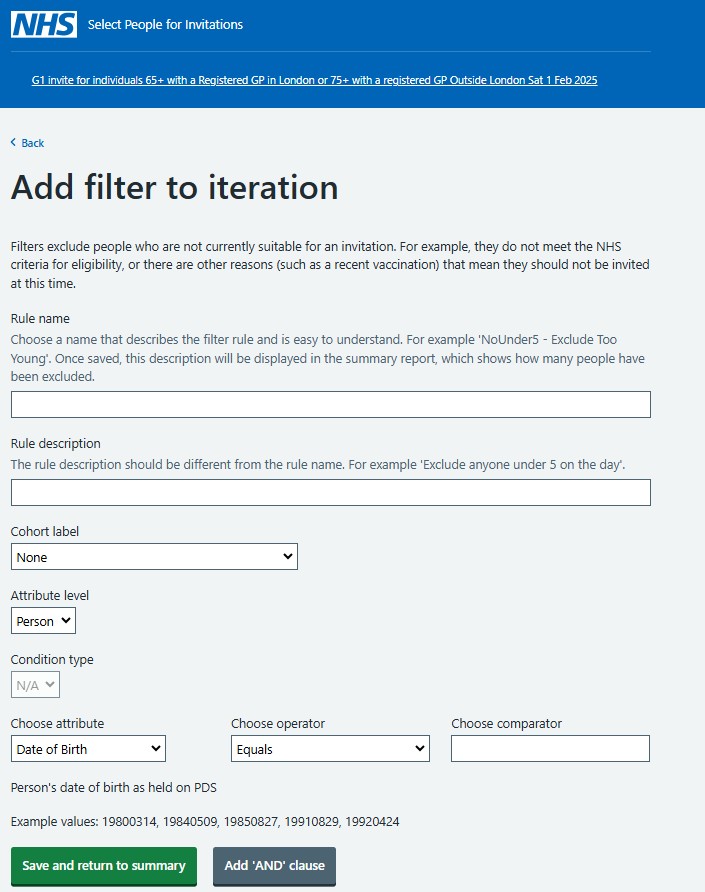 NHS Select People for Invitations
G1 invite for individuals 65+ with a Registered GP in London or 75+ with a registered GP Outside London Sat 1 Feb 2025
Back
Add filter to iteration
Filters exclude people who are not currently suitable for an invitation. For example, they do not meet the NHS
criteria for eligibility, or there are other reasons (such as a recent vaccination) that mean they should not be invited
at this time.
Rule name
Choose a name that describes the filter rule and is easy to understand. For example 'NoUnder5 - Exclude Too
Young'. Once saved, this description will be displayed in the summary report, which shows how many people have
been excluded.
Rule description
The rule description should be different from the rule name. For example 'Exclude anyone under 5 on the day'.
Cohort label
None
Attribute level
Person
Condition type
N/A
Choose attribute Choose operator Choose comparator
Date of Birth Equals
Person's date of birth as held on PDS
Example values: 19800314, 19840509, 19850827, 19910829, 19920424
Save and return to summary Add 'AND' clause